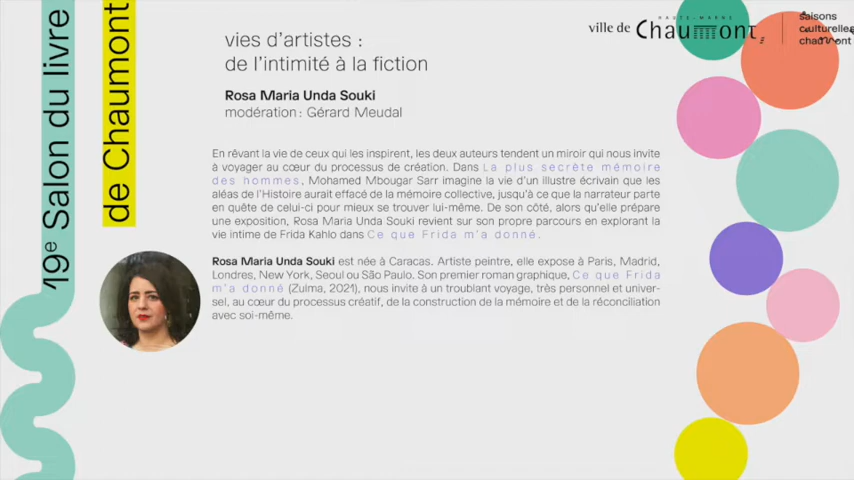 19e Salon du livre
de Chaumont
vies d'artistes :
de l'intimité à la fiction
Rosa Maria Unda Souki
modération : Gérard Meudal
ville de
HAUTE-MARNE
Chaumont
saisons
culturelles
chaumont
En rêvant la vie de ceux qui les inspirent, les deux auteurs tendent un miroir qui nous invite
à voyager au cœur du processus de création. Dans La plus secrète mémoire
des hommes, Mohamed Mbougar Sarr imagine la vie d'un illustre écrivain que les
aléas de l'Histoire aurait effacé de la mémoire collective, jusqu'à ce que la narrateur parte
en quête de celui-ci pour mieux se trouver lui-même. De son côté, alors qu'elle prépare
une exposition, Rosa Maria Unda Souki revient sur son propre parcours en explorant la
vie intime de Frida Kahlo dans Ce que Frida m'a donné.
Rosa Maria Unda Souki est née à Caracas. Artiste peintre, elle expose à Paris, Madrid,
Londres, New York, Seoul ou São Paulo. Son premier roman graphique, Ce que Frida
m'a donné (Zulma, 2021), nous invite à un troublant voyage, très personnel et univer-
sel, au cœur du processus créatif, de la construction de la mémoire et de la réconciliation
avec soi-même.